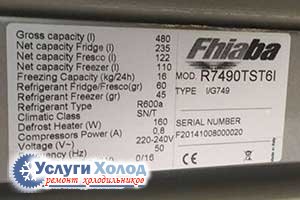 Gross capacity (l) 480
Net capacity Fridge (l) 235
Net capacity Fresco (l) 122
Net capacity Freezer (l) 110
Freezing Capacity (kg/24h) 16
Refrigerant Fridge/Fresco(gr) 60
Refrigerant Freezer (gr) 45
Refrigerant Type R600a
Climatic Class SN/T
Defrost Heater (W) 160
Compressors Power (A) 0.8
Voltage (V) 220-240
Frequency (Hz) 50
0/16
Fhiaba
MOD. R7490TST6I
TYPE I/G749
SERIAL NUMBER
F20141008000020
Услуги Холод
ремонт холодильников